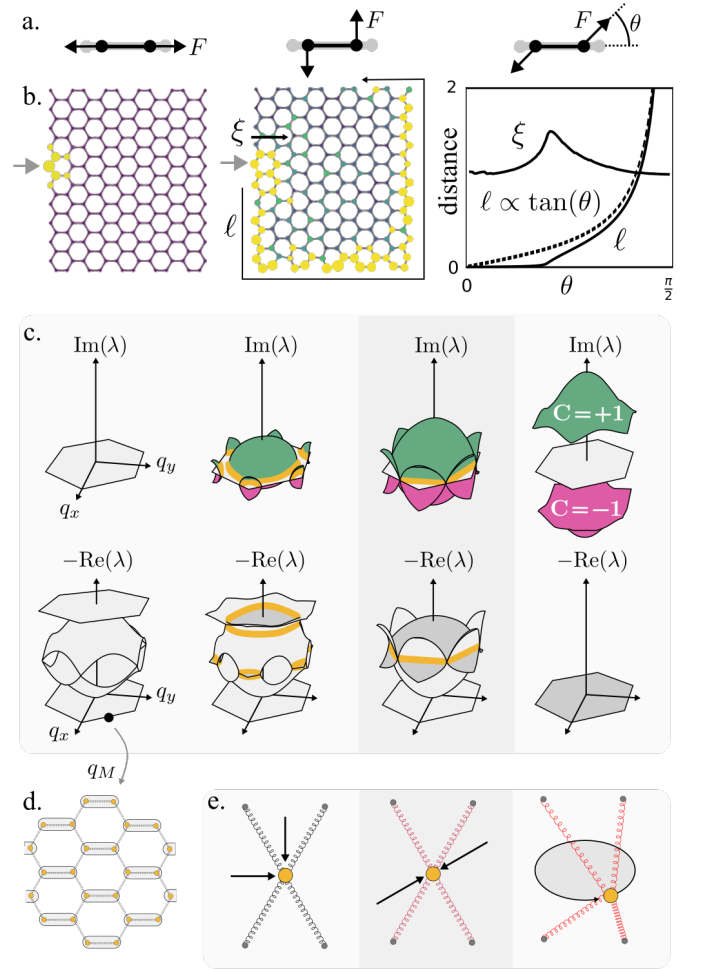 a.
F
F
F
θ
b.
ξ
ℓ
2
distance
0
ξ
ℓ ∝ tan(θ)
ℓ
0
θ
π/2
c.
Im(λ)
Im(λ)
Im(λ)
Im(λ)
C=+1
C=−1
q_y
q_x
−Re(λ)
−Re(λ)
−Re(λ)
−Re(λ)
q_y
q_x
q_M
d.
e.